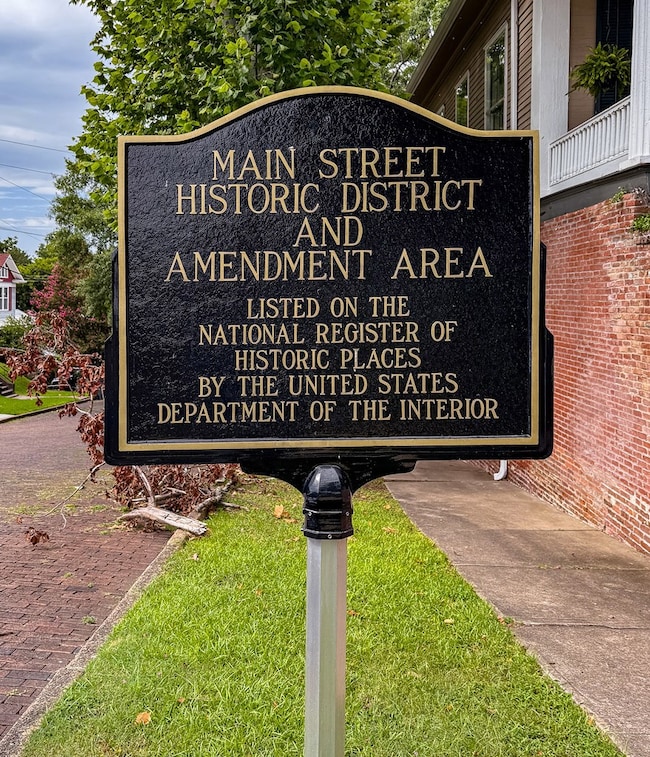 MAIN STREET
HISTORIC DISTRICT
AND
AMENDMENT AREA
LISTED ON THE
NATIONAL REGISTER OF
HISTORIC PLACES
BY THE UNITED STATES
DEPARTMENT OF THE INTERIOR